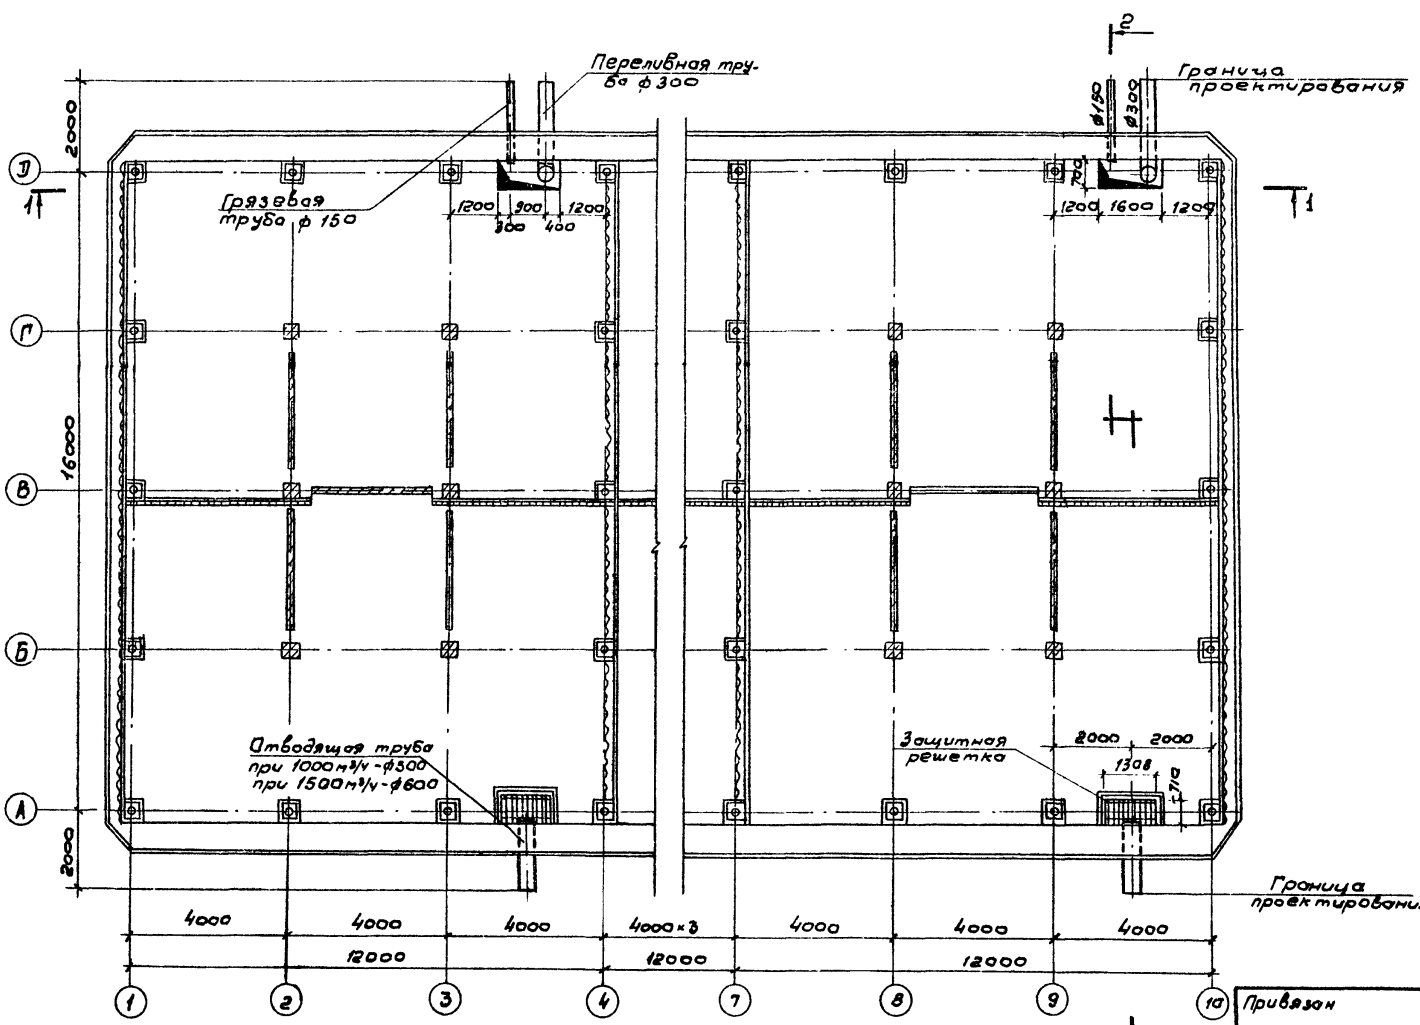 2
Переливная тру-
ба ф300
Граница
проектирования
ф150
ф300
2000
Д
1
1
Грязевая
труба ф 150
1200
900
1200
300
400
700
1200
1600
1200
Г
16000
В
Б
Отводящая труба
при 1000м³/ч-ф500
при 1500м³/ч-ф600
Защитная
решетка
2000
2000
1308
710
А
2000
Граница
проектировани
4000
4000
4000
4000×3
4000
4000
4000
12000
12000
12000
1
2
3
4
7
8
9
10
Привязан